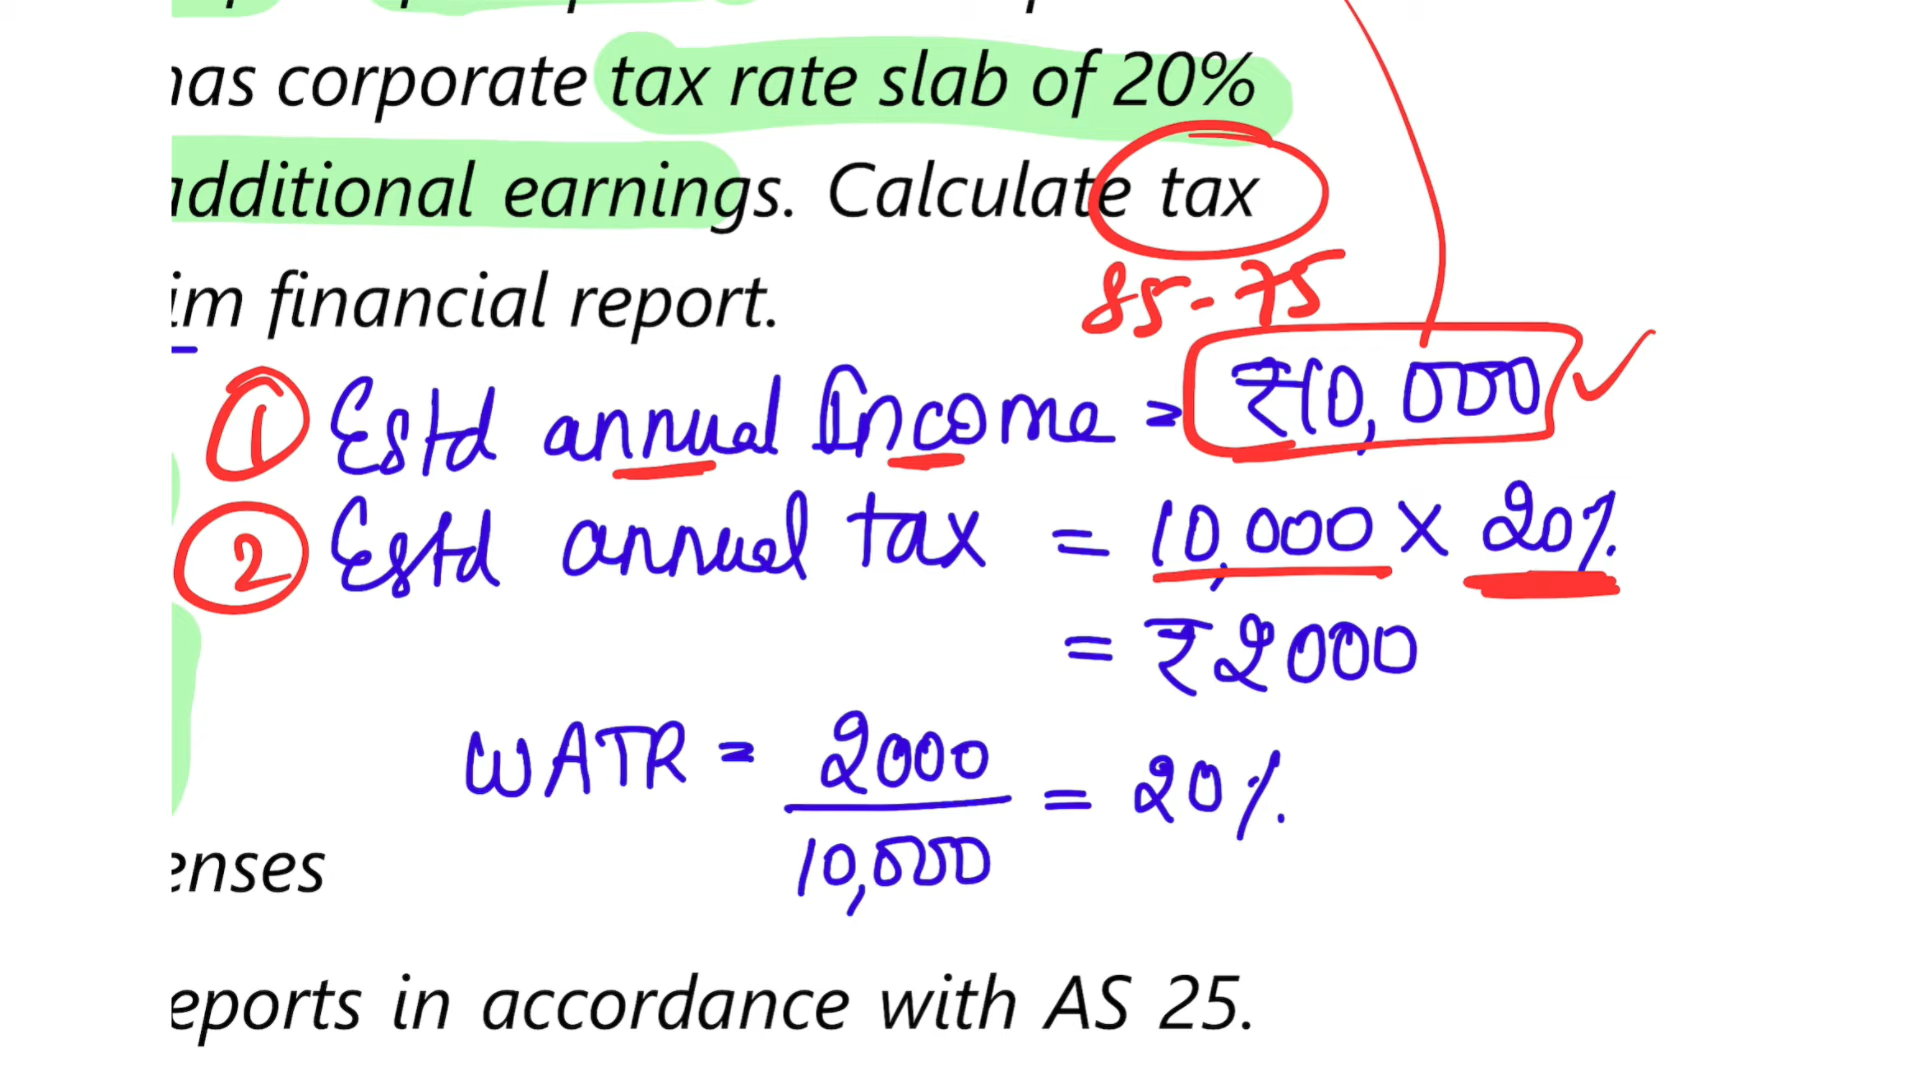 has corporate tax rate slab of 20%
additional earnings. Calculate tax
im financial report.
85-75
1 Estd annual Income = ₹10,000
2 Estd annual tax = 10,000 × 20%
= ₹2000
WATR = 2000 / 10,000 = 20%.
enses
eports in accordance with AS 25.